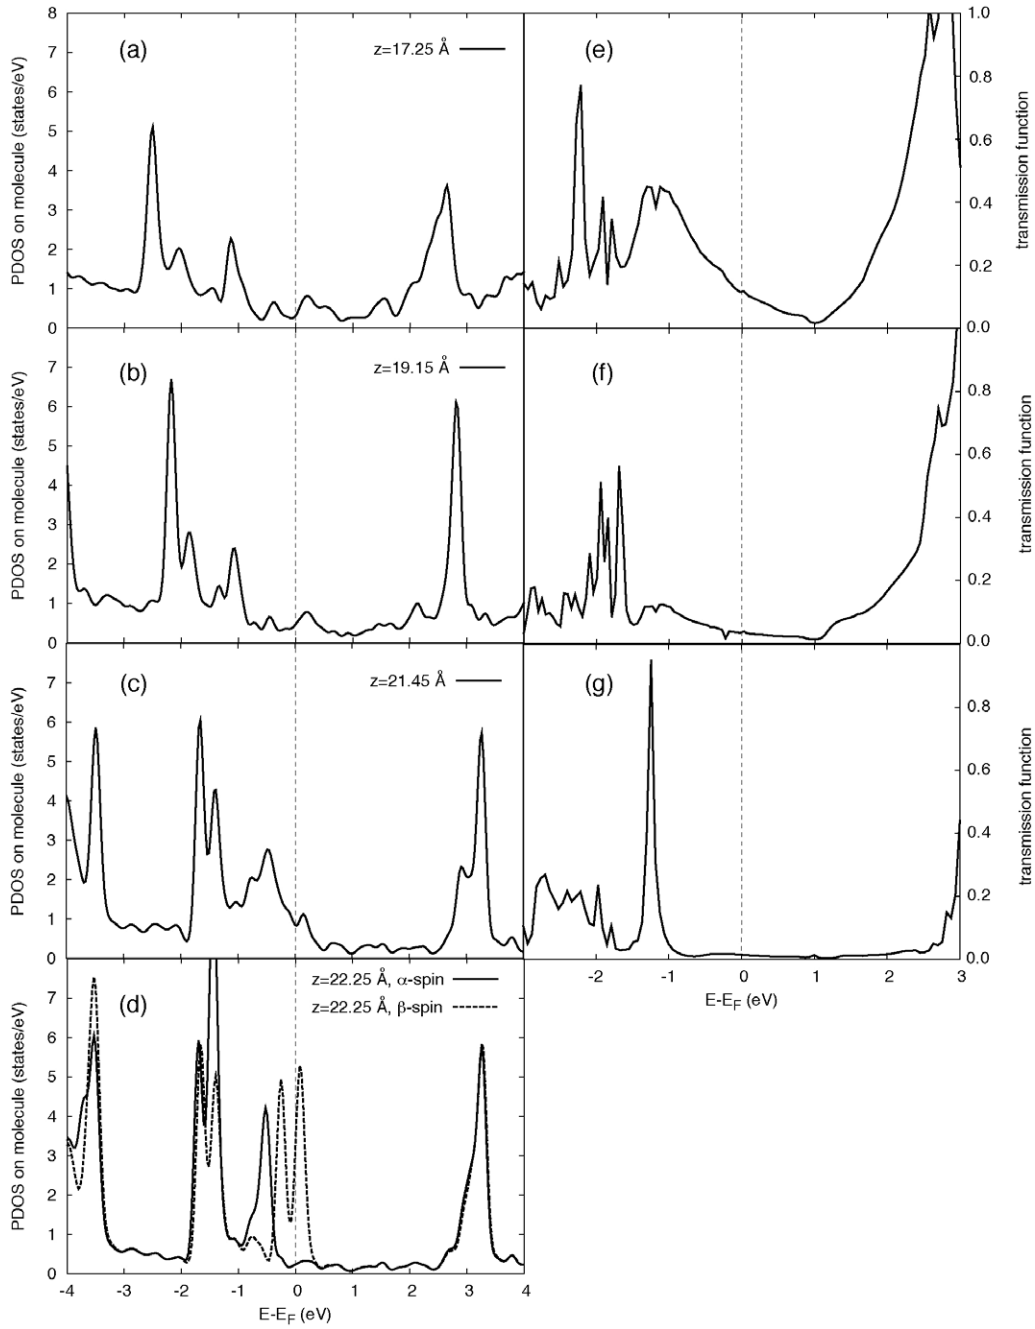 8
7
6
5
4
3
2
1
0
PDOS on molecule (states/eV)
(a)
z=17.25 Å
(e)
1.0
0.8
0.6
0.4
0.2
0.0
transmission function
7
6
5
4
3
2
1
0
PDOS on molecule (states/eV)
(b)
z=19.15 Å
(f)
0.8
0.6
0.4
0.2
0.0
transmission function
7
6
5
4
3
2
1
0
PDOS on molecule (states/eV)
(c)
z=21.45 Å
(g)
0.8
0.6
0.4
0.2
0.0
transmission function
-2 -1 0 1 2 3
E-EF (eV)
7
6
5
4
3
2
1
0
PDOS on molecule (states/eV)
(d)
z=22.25 Å, α-spin
z=22.25 Å, β-spin
-4 -3 -2 -1 0 1 2 3 4
E-EF (eV)